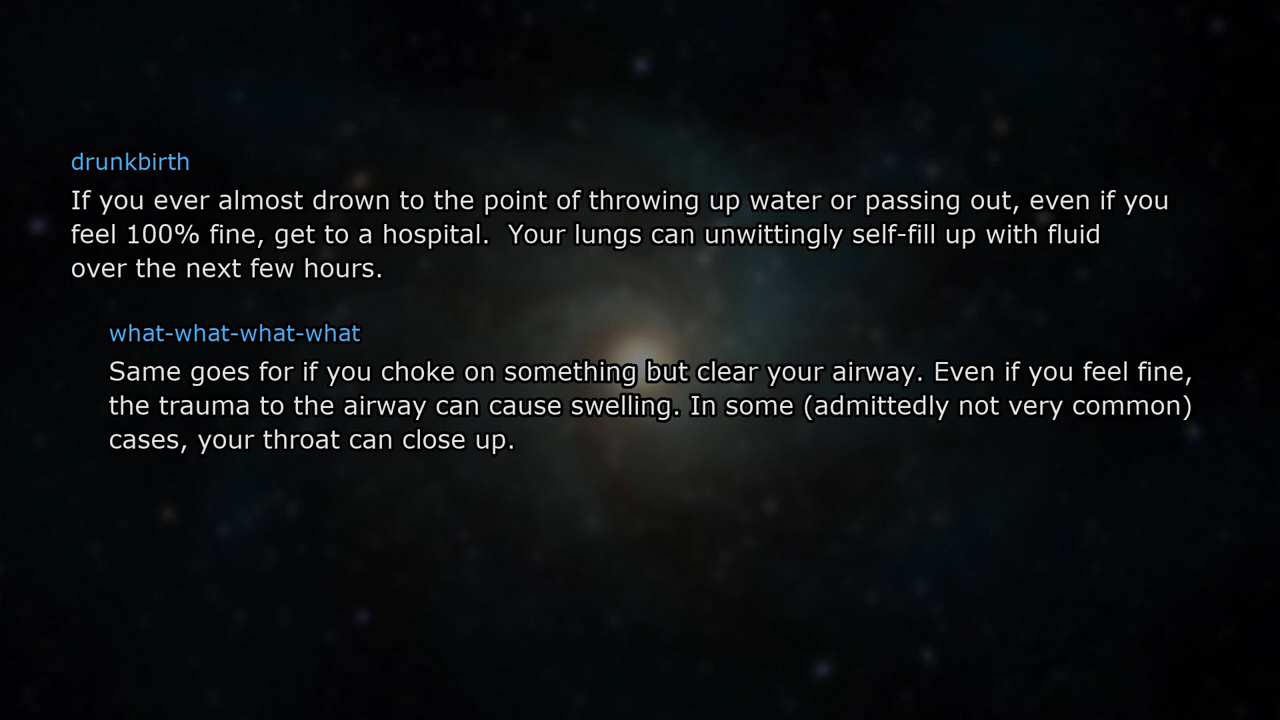 drunkbirth
If you ever almost drown to the point of throwing up water or passing out, even if you
feel 100% fine, get to a hospital.  Your lungs can unwittingly self-fill up with fluid
over the next few hours.
what-what-what-what
Same goes for if you choke on something but clear your airway. Even if you feel fine,
the trauma to the airway can cause swelling. In some (admittedly not very common)
cases, your throat can close up.